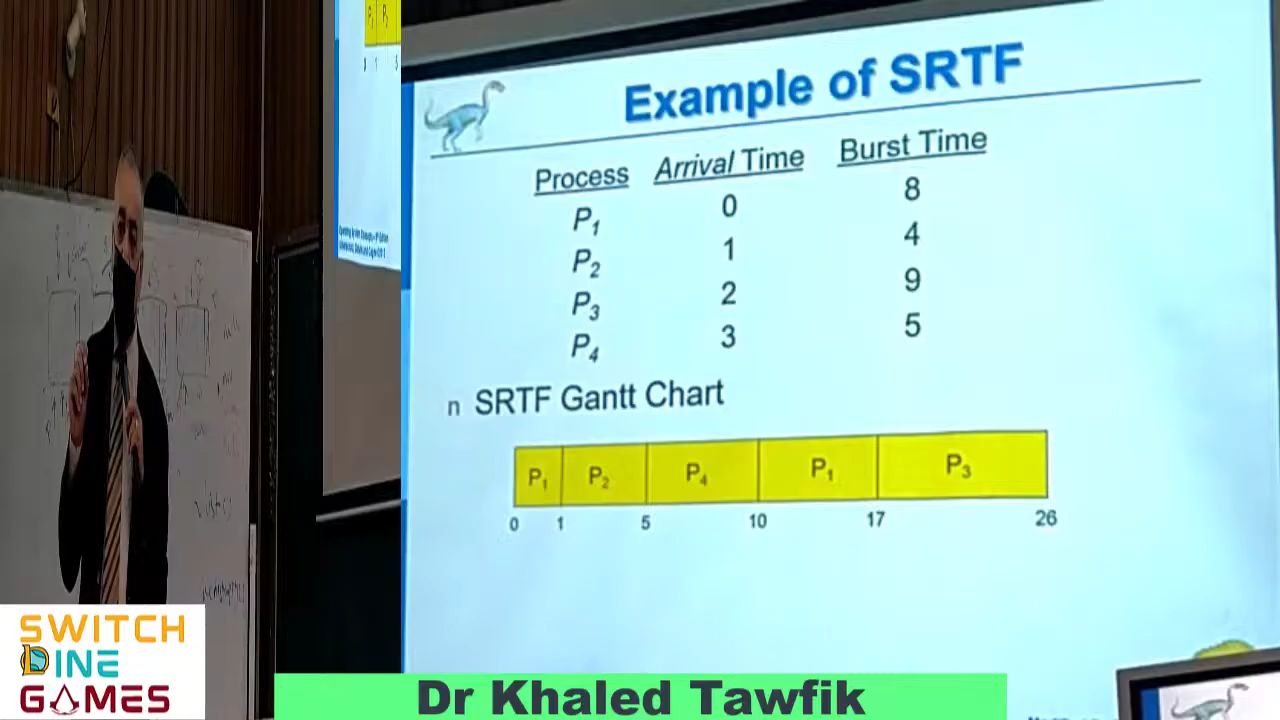 Example of SRTF
Process Arrival Time Burst Time
P1 0 8
P2 1 4
P3 2 9
P4 3 5
n SRTF Gantt Chart
P1 P2 P4 P1 P3
0 1 5 10 17 26
SWITCH
DINE
GAMES
Dr Khaled Tawfik